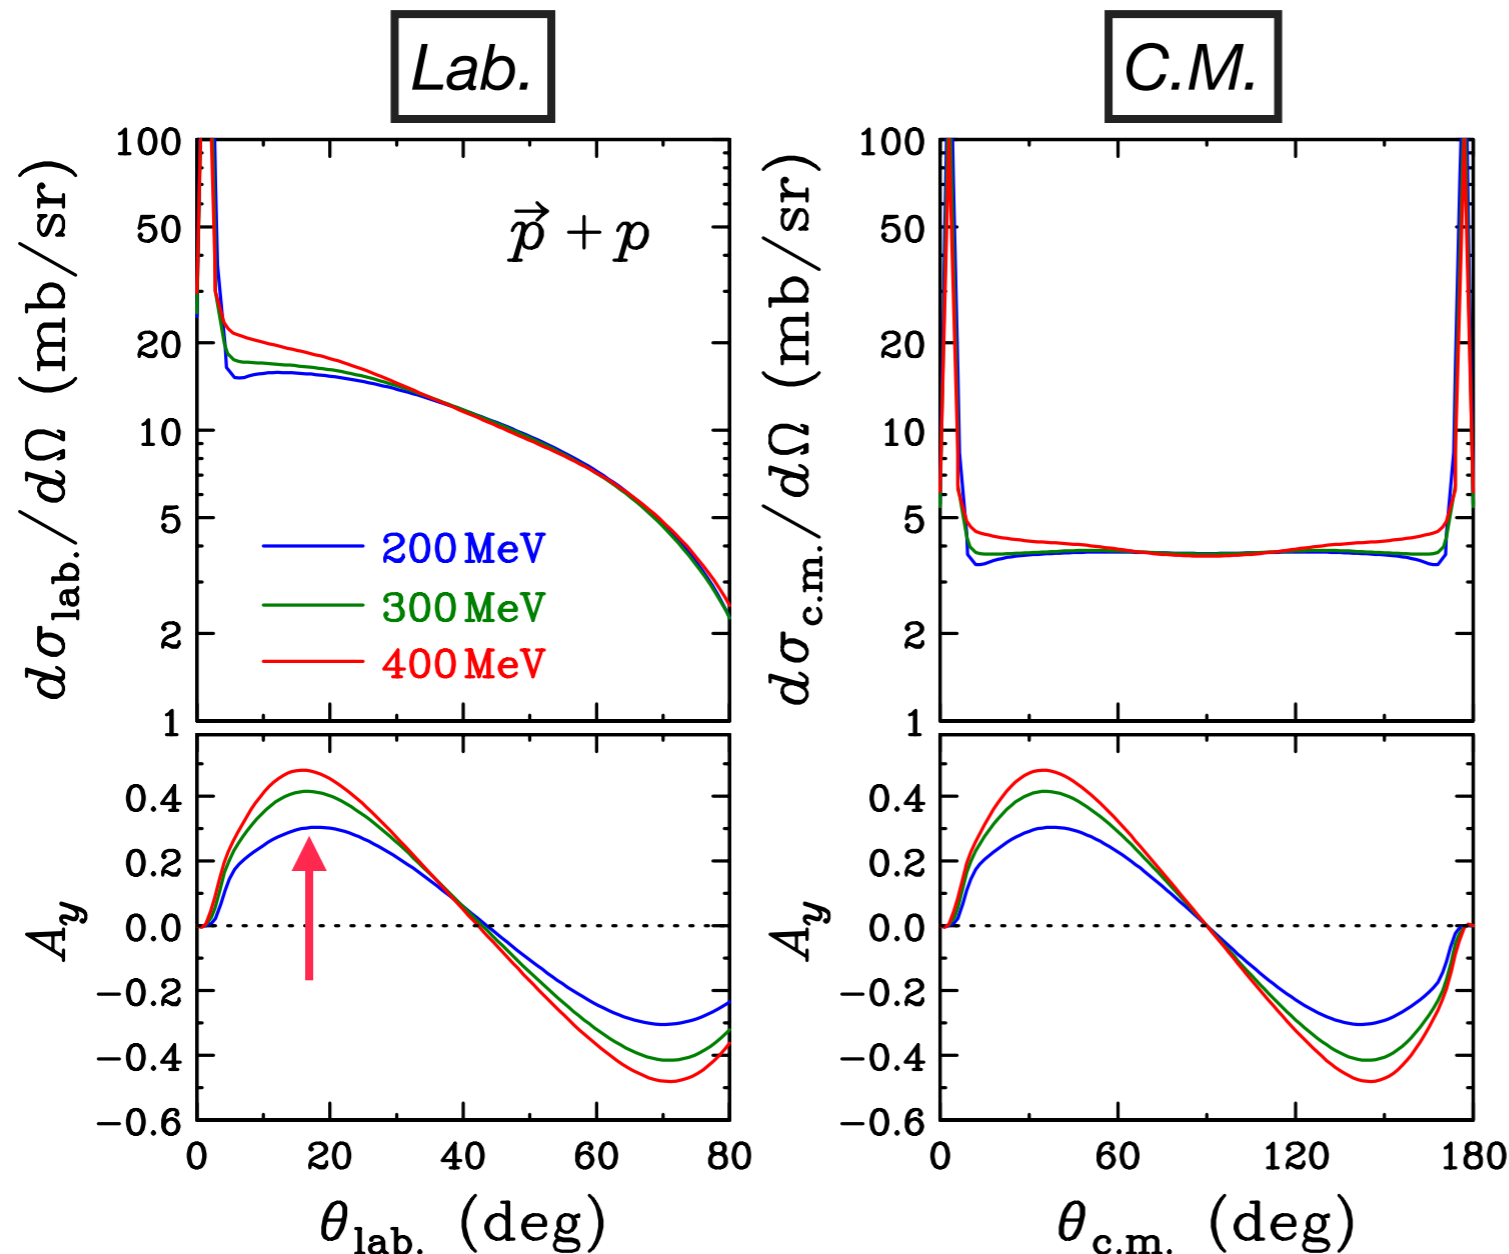 Lab.
C.M.
dσlab./dΩ (mb/sr)
100
50
20
10
5
2
1
p⃗ + p
200 MeV
300 MeV
400 MeV
dσc.m./dΩ (mb/sr)
100
50
20
10
5
2
1
Ay
0.4
0.2
0.0
−0.2
−0.4
−0.6
0 20 40 60 80
θlab. (deg)
Ay
0.4
0.2
0.0
−0.2
−0.4
−0.6
0 60 120 180
θc.m. (deg)